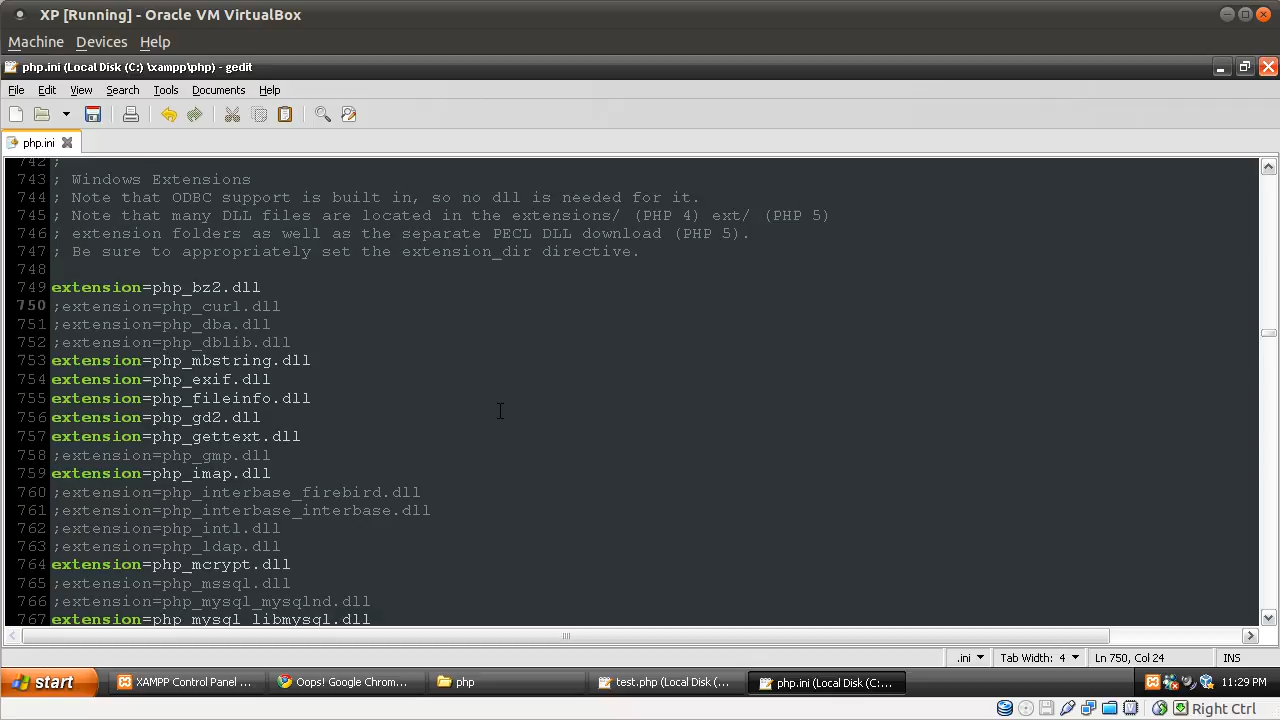 XP [Running] - Oracle VM VirtualBox
Machine Devices Help
php.ini (Local Disk (C:) \xampp\php) - gedit
File Edit View Search Tools Documents Help
php.ini
742 ;
743 ; Windows Extensions
744 ; Note that ODBC support is built in, so no dll is needed for it.
745 ; Note that many DLL files are located in the extensions/ (PHP 4) ext/ (PHP 5)
746 ; extension folders as well as the separate PECL DLL download (PHP 5).
747 ; Be sure to appropriately set the extension_dir directive.
748
749 extension=php_bz2.dll
750 ;extension=php_curl.dll
751 ;extension=php_dba.dll
752 ;extension=php_dblib.dll
753 extension=php_mbstring.dll
754 extension=php_exif.dll
755 extension=php_fileinfo.dll
756 extension=php_gd2.dll
757 extension=php_gettext.dll
758 ;extension=php_gmp.dll
759 extension=php_imap.dll
760 ;extension=php_interbase_firebird.dll
761 ;extension=php_interbase_interbase.dll
762 ;extension=php_intl.dll
763 ;extension=php_ldap.dll
764 extension=php_mcrypt.dll
765 ;extension=php_mssql.dll
766 ;extension=php_mysql_mysqlnd.dll
767 extension=php_mysql_libmysql.dll
.ini Tab Width: 4 Ln 750, Col 24 INS
start XAMPP Control Panel ... Oops! Google Chrom... php test.php (Local Disk (... php.ini (Local Disk (C:... 11:29 PM
Right Ctrl